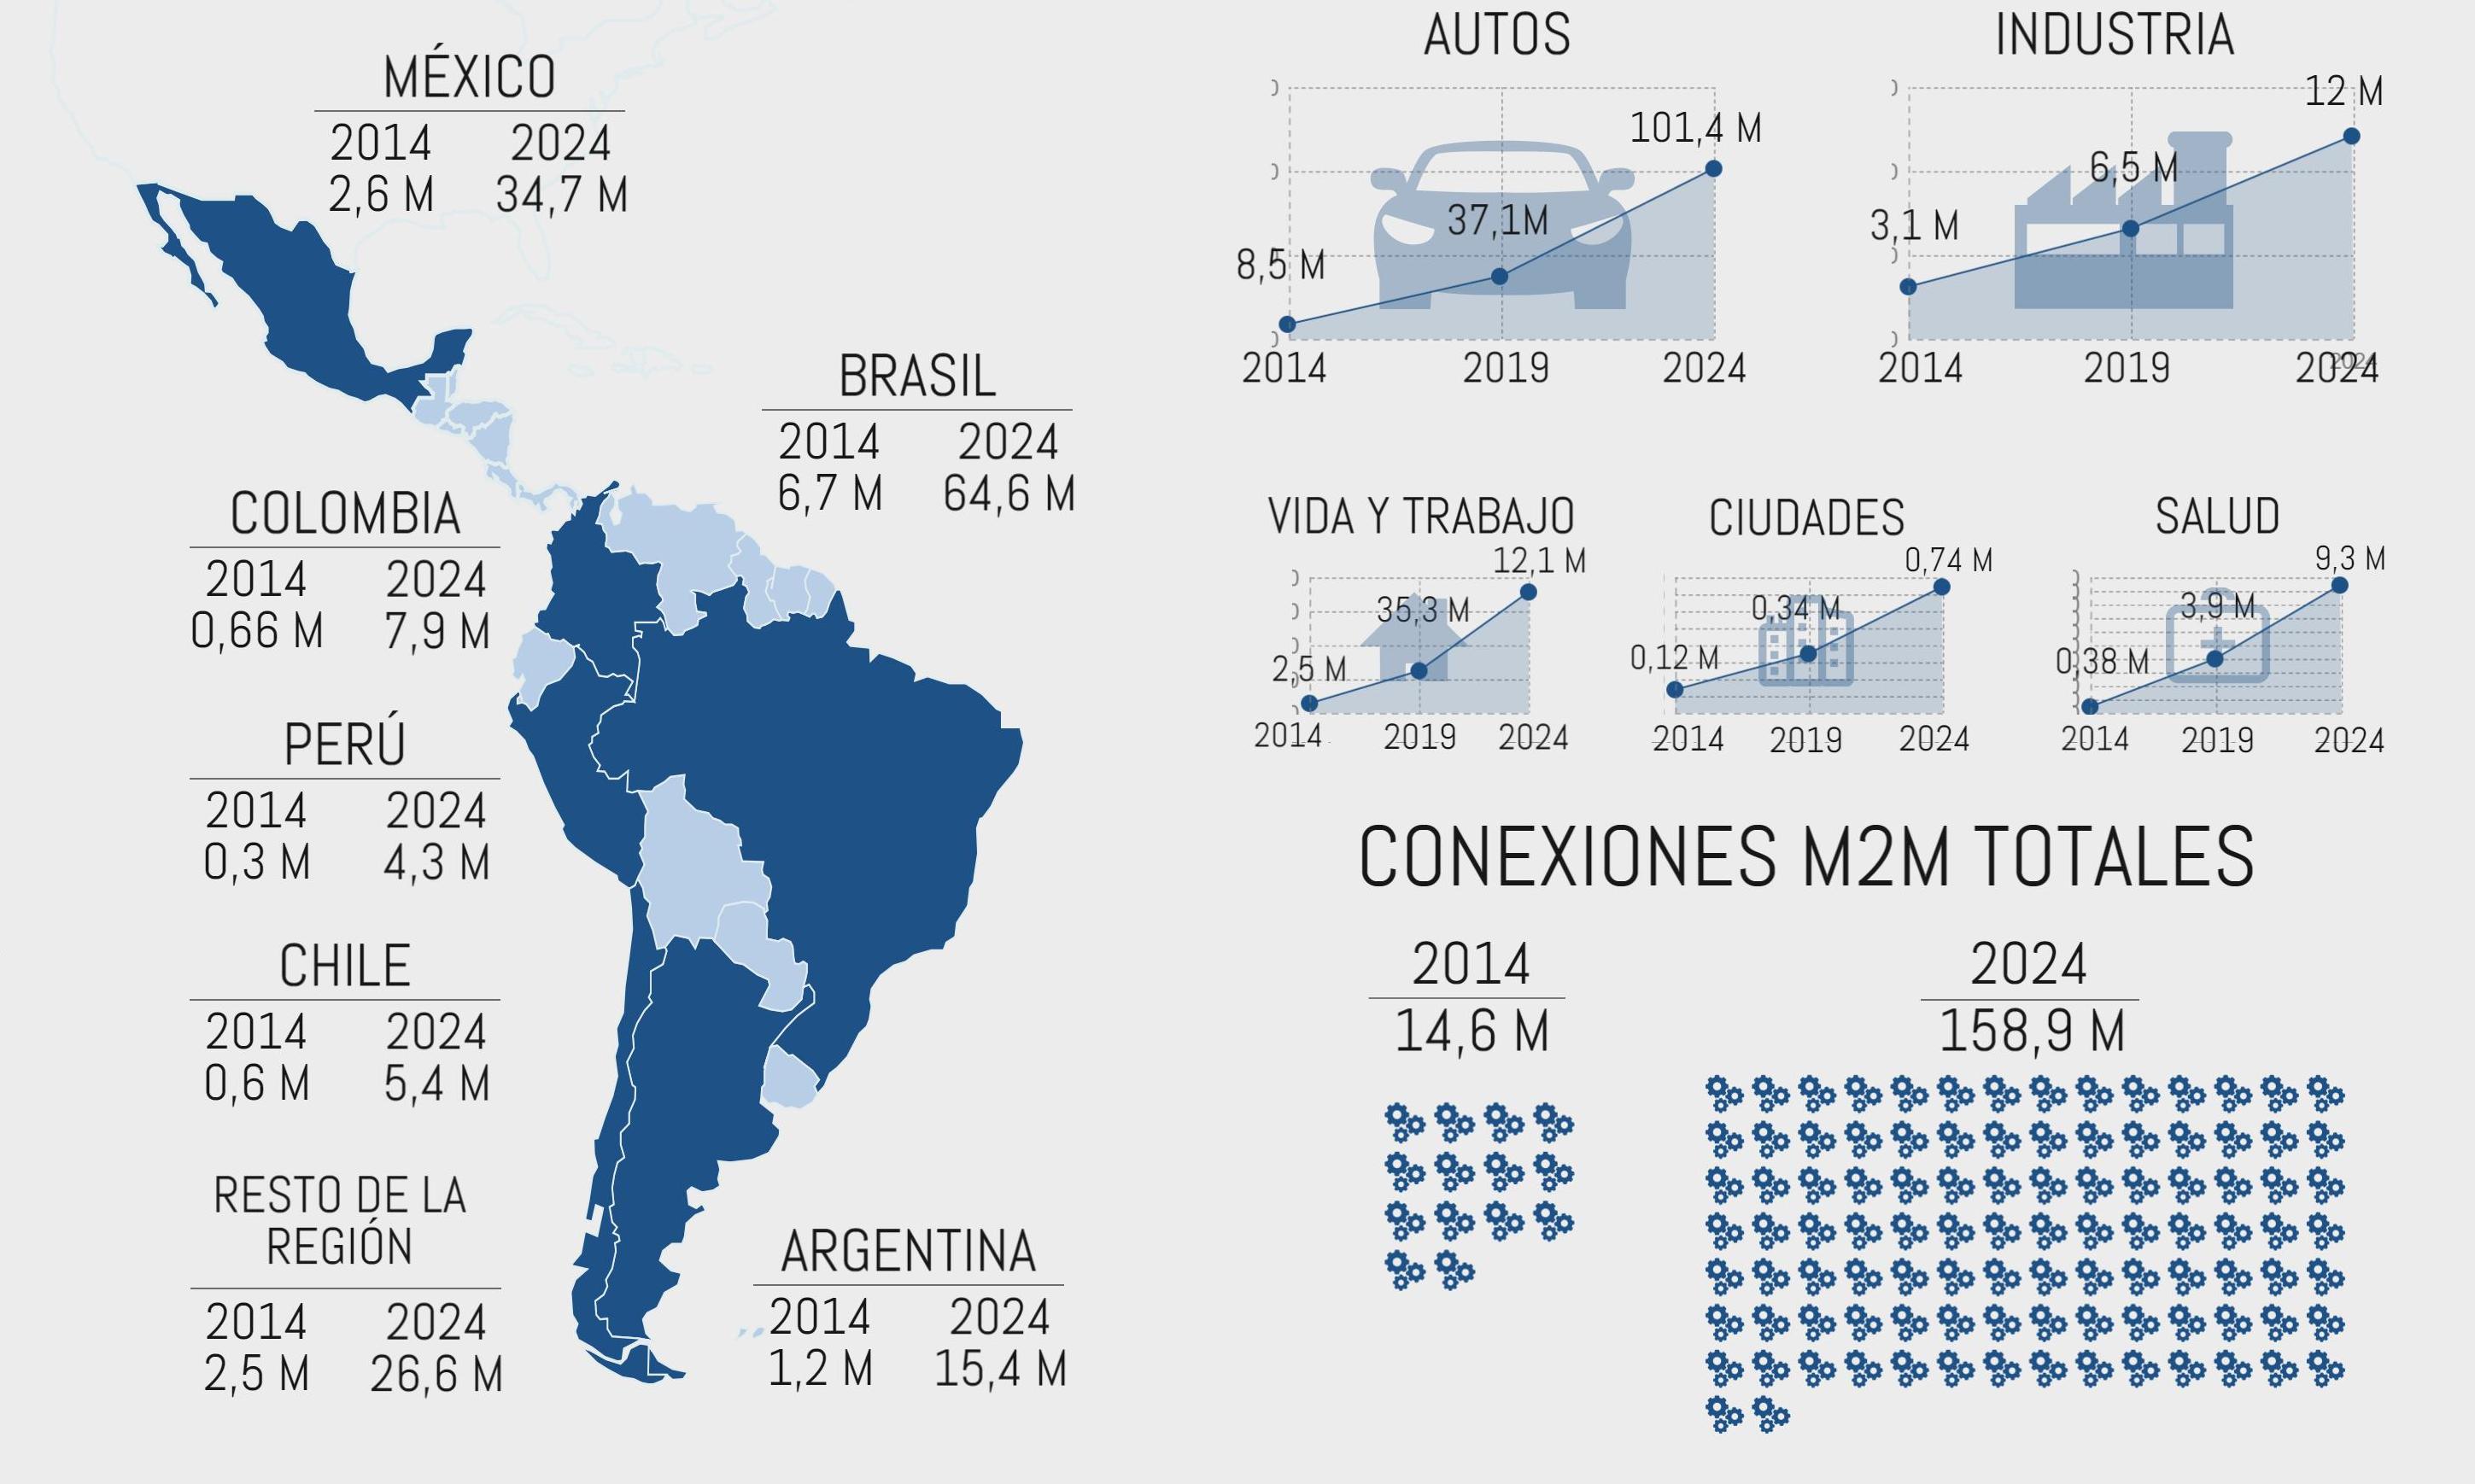 MÉXICO
2014 2024
2,6 M 34,7 M
BRASIL
2014 2024
6,7 M 64,6 M
COLOMBIA
2014 2024
0,66 M 7,9 M
PERÚ
2014 2024
0,3 M 4,3 M
CHILE
2014 2024
0,6 M 5,4 M
RESTO DE LA
REGIÓN
2014 2024
2,5 M 26,6 M
ARGENTINA
2014 2024
1,2 M 15,4 M
AUTOS
101,4 M
37,1M
8,5 M
2014 2019 2024
INDUSTRIA
12 M
6,5 M
3,1 M
2014 2019 2024
VIDA Y TRABAJO
12,1 M
35,3 M
2,5 M
2014 2019 2024
CIUDADES
0,74 M
0,34 M
0,12 M
2014 2019 2024
SALUD
9,3 M
3,9 M
0,38 M
2014 2019 2024
CONEXIONES M2M TOTALES
2014 2024
14,6 M 158,9 M